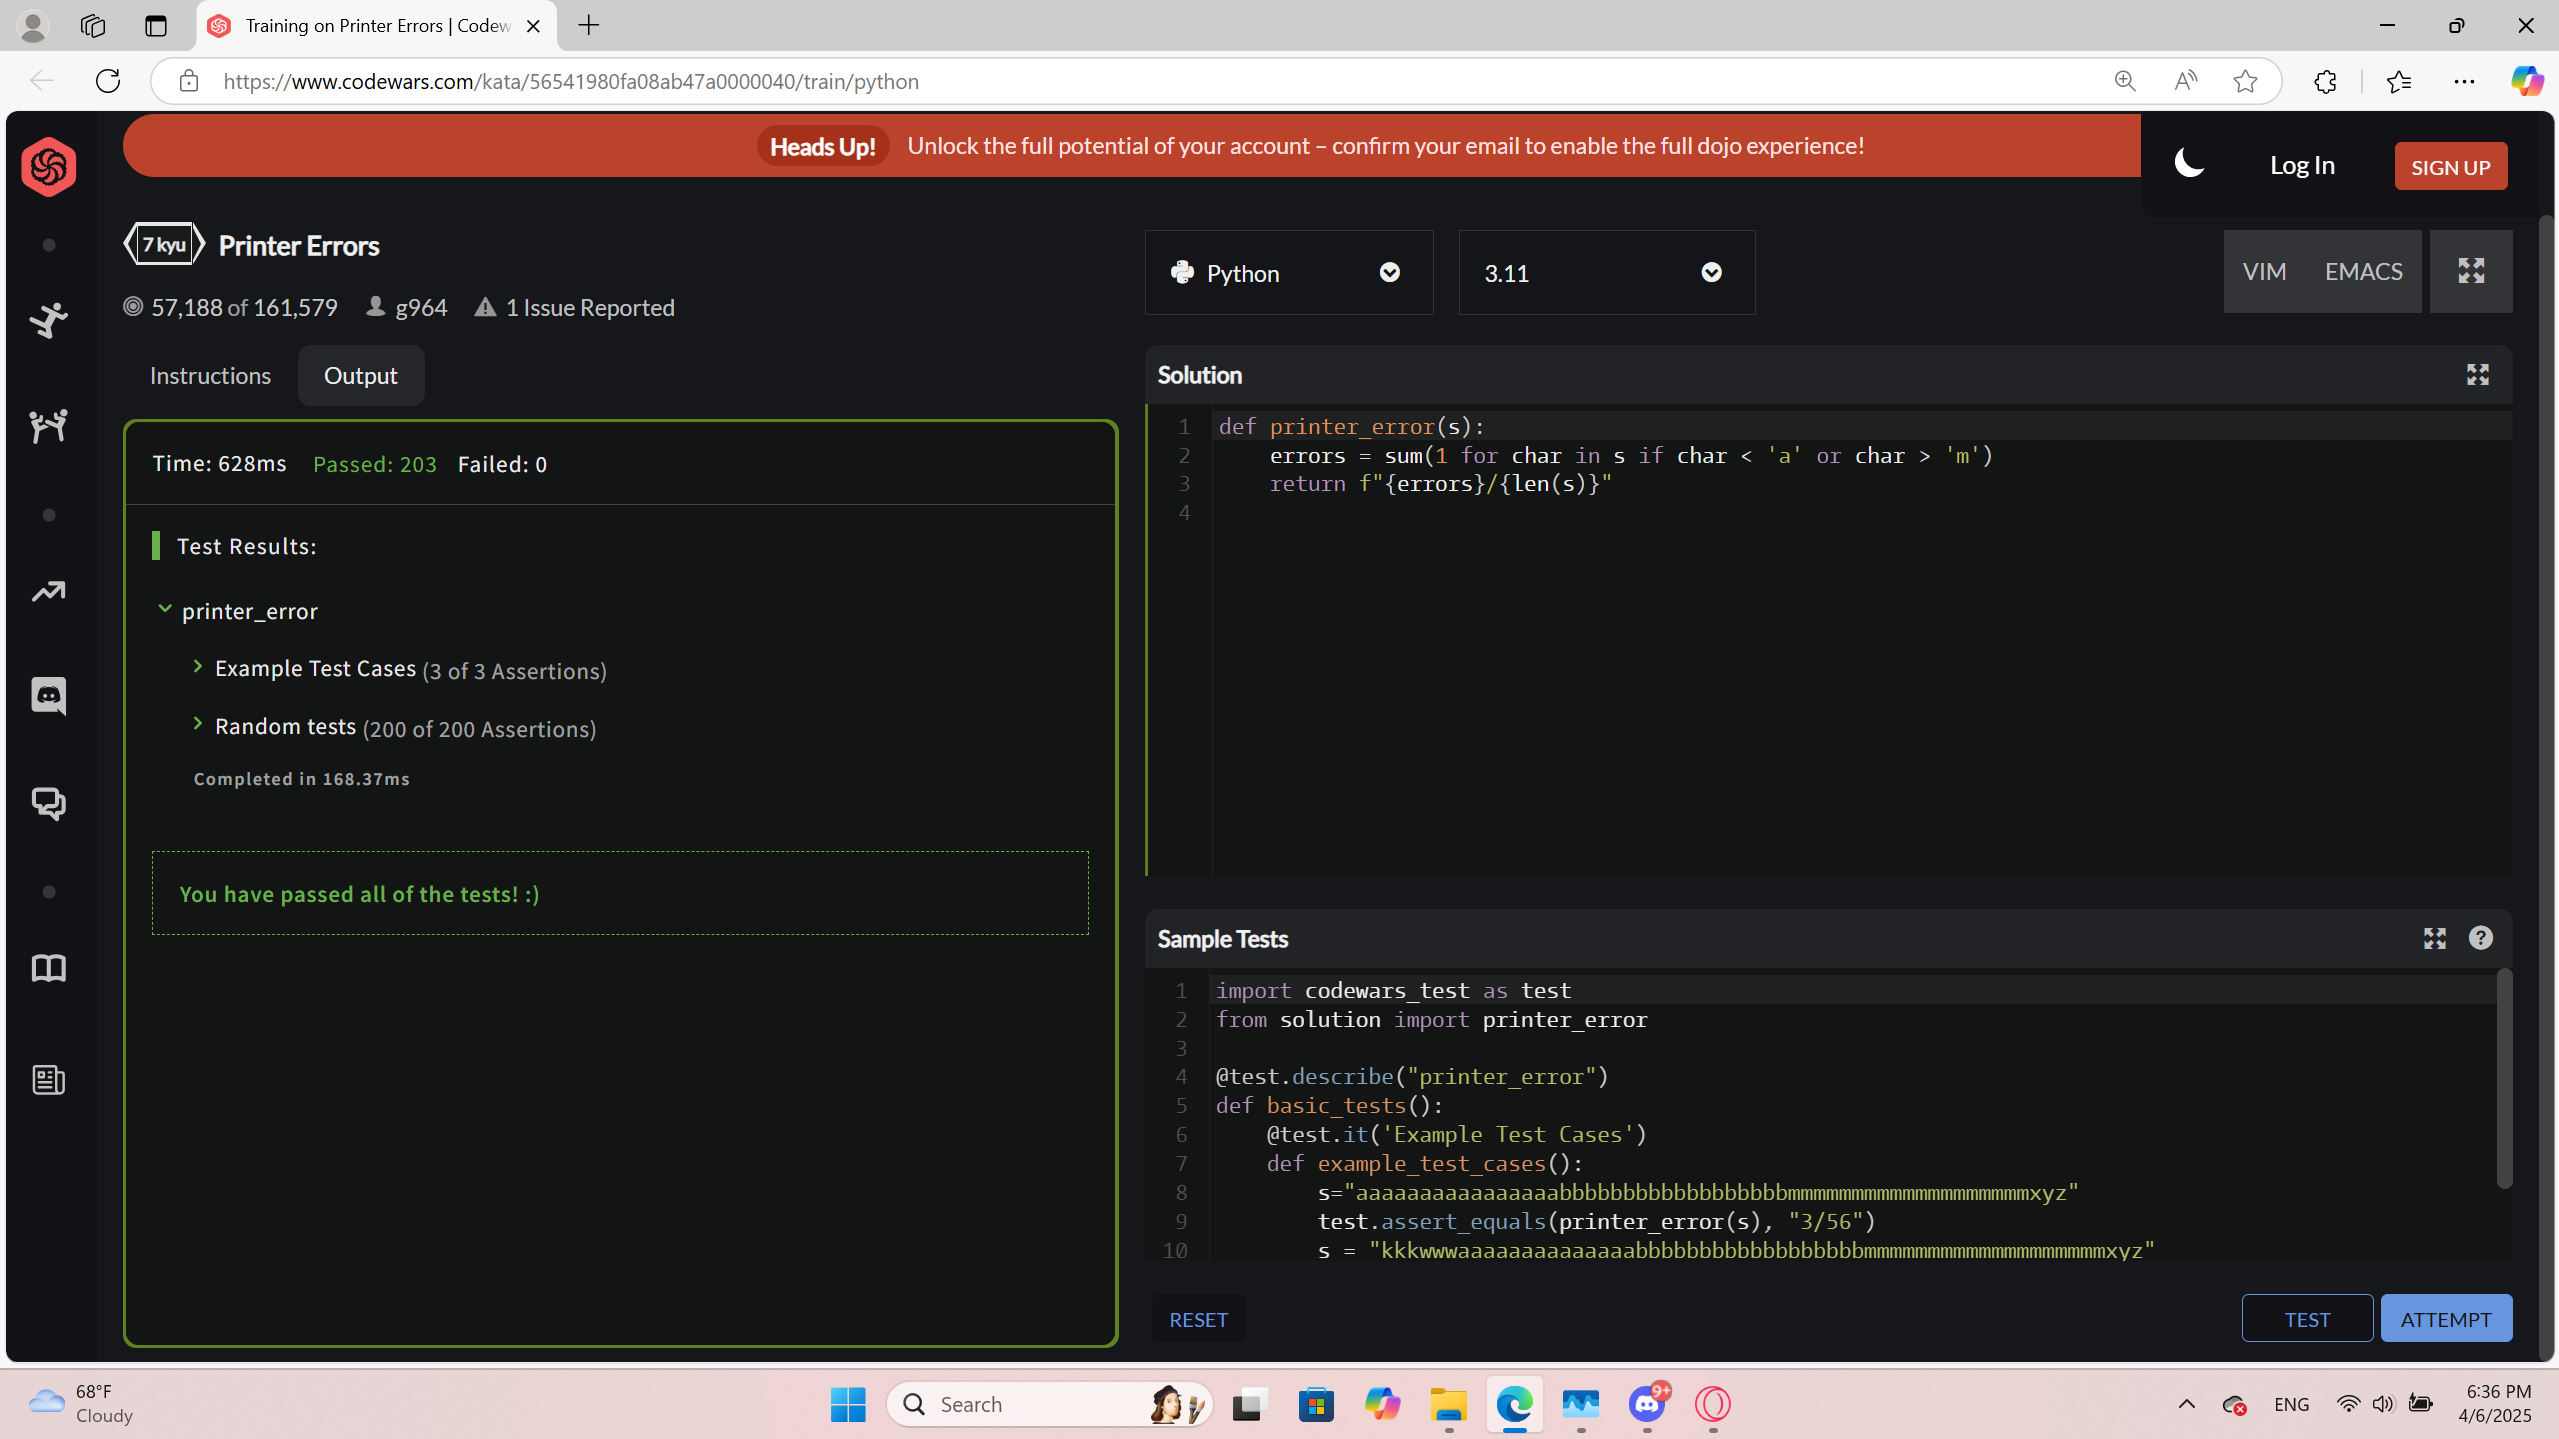 Training on Printer Errors | Codew
https://www.codewars.com/kata/56541980fa08ab47a0000040/train/python
Heads Up! Unlock the full potential of your account – confirm your email to enable the full dojo experience!
Log In
SIGN UP
7 kyu Printer Errors
57,188 of 161,579 g964 1 Issue Reported
Python
3.11
VIM EMACS
Instructions Output
Time: 628ms Passed: 203 Failed: 0
Test Results:
printer_error
Example Test Cases (3 of 3 Assertions)
Random tests (200 of 200 Assertions)
Completed in 168.37ms
You have passed all of the tests! :)
Solution
1 def printer_error(s):
2     errors = sum(1 for char in s if char < 'a' or char > 'm')
3     return f"{errors}/{len(s)}"
4
Sample Tests
1 import codewars_test as test
2 from solution import printer_error
3
4 @test.describe("printer_error")
5 def basic_tests():
6     @test.it('Example Test Cases')
7     def example_test_cases():
8         s="aaaaaaaaaaaaaaaabbbbbbbbbbbbbbbbbbmmmmmmmmmmmmmmmmmmmxyz"
9         test.assert_equals(printer_error(s), "3/56")
10         s = "kkkwwwaaaaaaaaaaaaaabbbbbbbbbbbbbbbbbbmmmmmmmmmmmmmmmmmmmxyz"
RESET
TEST
ATTEMPT
68°F
Cloudy
Search
9+
ENG
6:36 PM
4/6/2025